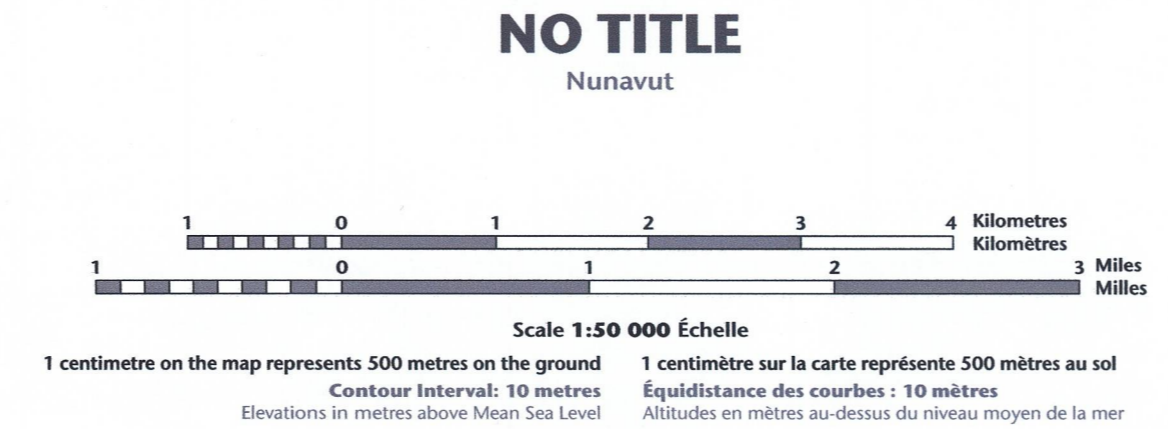 NO TITLE
Nunavut
1 0 1 2 3 4 Kilometres
Kilomètres
1 0 1 2 3 Miles
Milles
Scale 1:50 000 Échelle
1 centimetre on the map represents 500 metres on the ground
Contour Interval: 10 metres
Elevations in metres above Mean Sea Level
1 centimètre sur la carte représente 500 mètres au sol
Équidistance des courbes : 10 mètres
Altitudes en mètres au-dessus du niveau moyen de la mer